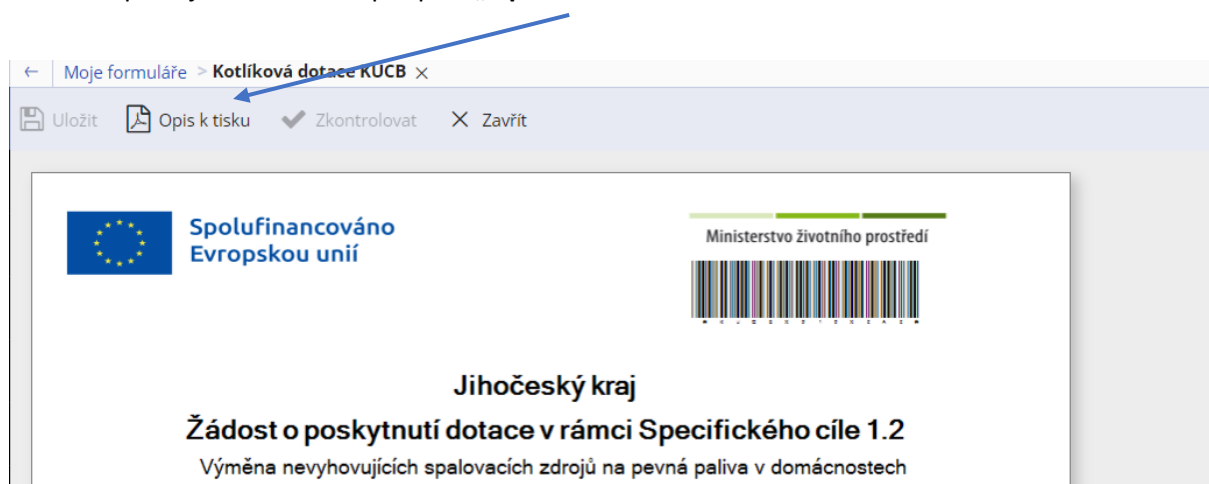 ← Moje formuláře > Kotlíková dotace KUCB ×
Uložit Opis k tisku Zkontrolovat × Zavřít
Spolufinancováno
Evropskou unií
Ministerstvo životního prostředí
Jihočeský kraj
Žádost o poskytnutí dotace v rámci Specifického cíle 1.2
Výměna nevyhovujících spalovacích zdrojů na pevná paliva v domácnostech